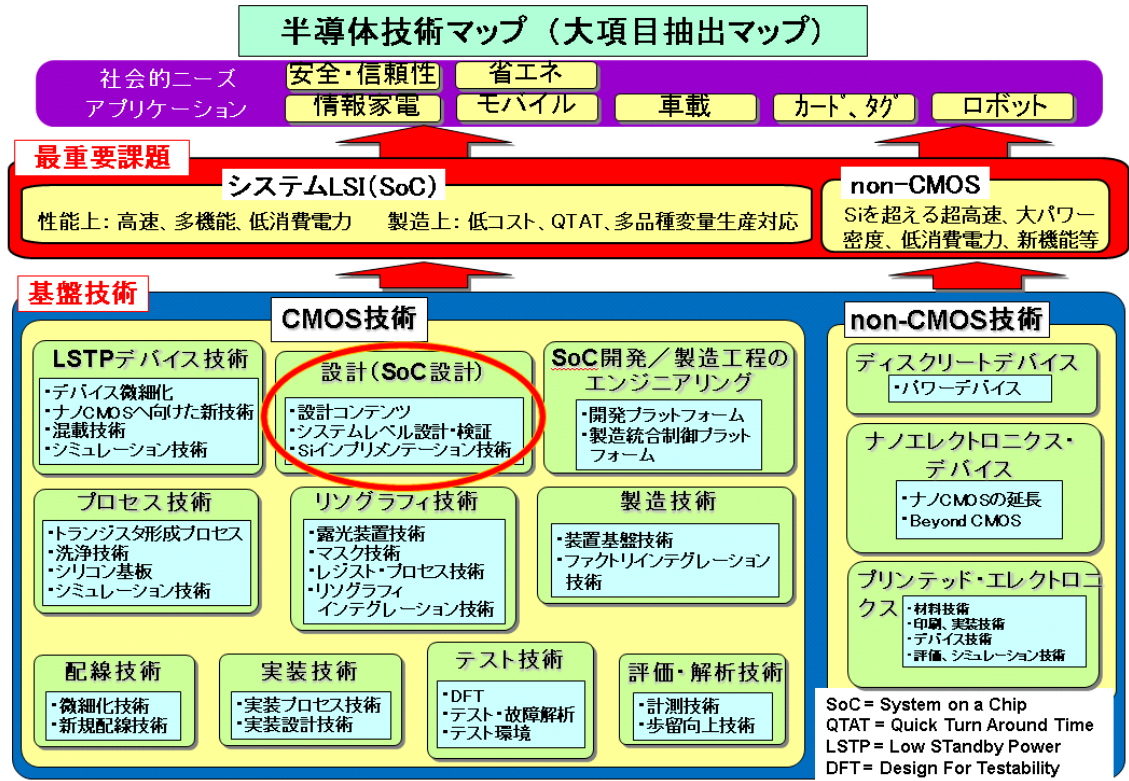 半導体技術マップ（大項目抽出マップ）
社会的ニーズ
アプリケーション
安全・信頼性
省エネ
情報家電
モバイル
車載
カード、タグ
ロボット
最重要課題
システムLSI(SoC)
性能上：高速、多機能、低消費電力　製造上：低コスト、QTAT、多品種変量生産対応
non-CMOS
Siを超える超高速、大パワー
密度、低消費電力、新機能等
基盤技術
CMOS技術
LSTPデバイス技術
・デバイス微細化
・ナノCMOSへ向けた新技術
・混載技術
・シミュレーション技術
設計（SoC設計）
・設計コンテンツ
・システムレベル設計・検証
・Siインプリメンテーション技術
SoC開発／製造工程の
エンジニアリング
・開発プラットフォーム
・製造統合制御プラット
フォーム
プロセス技術
・トランジスタ形成プロセス
・洗浄技術
・シリコン基板
・シミュレーション技術
リソグラフィ技術
・露光装置技術
・マスク技術
・レジスト・プロセス技術
・リソグラフィ
インテグレーション技術
製造技術
・装置基盤技術
・ファクトリインテグレーション
技術
配線技術
・微細化技術
・新規配線技術
実装技術
・実装プロセス技術
・実装設計技術
テスト技術
・DFT
・テスト・故障解析
・テスト環境
評価・解析技術
・計測技術
・歩留向上技術
non-CMOS技術
ディスクリートデバイス
・パワーデバイス
ナノエレクトロニクス・
デバイス
・ナノCMOSの延長
・Beyond CMOS
プリンテッド・エレクトロニ
クス
・材料技術
・印刷、実装技術
・デバイス技術
・評価、シミュレーション技術
SoC = System on a Chip
QTAT = Quick Turn Around Time
LSTP = Low STandby Power
DFT = Design For Testability